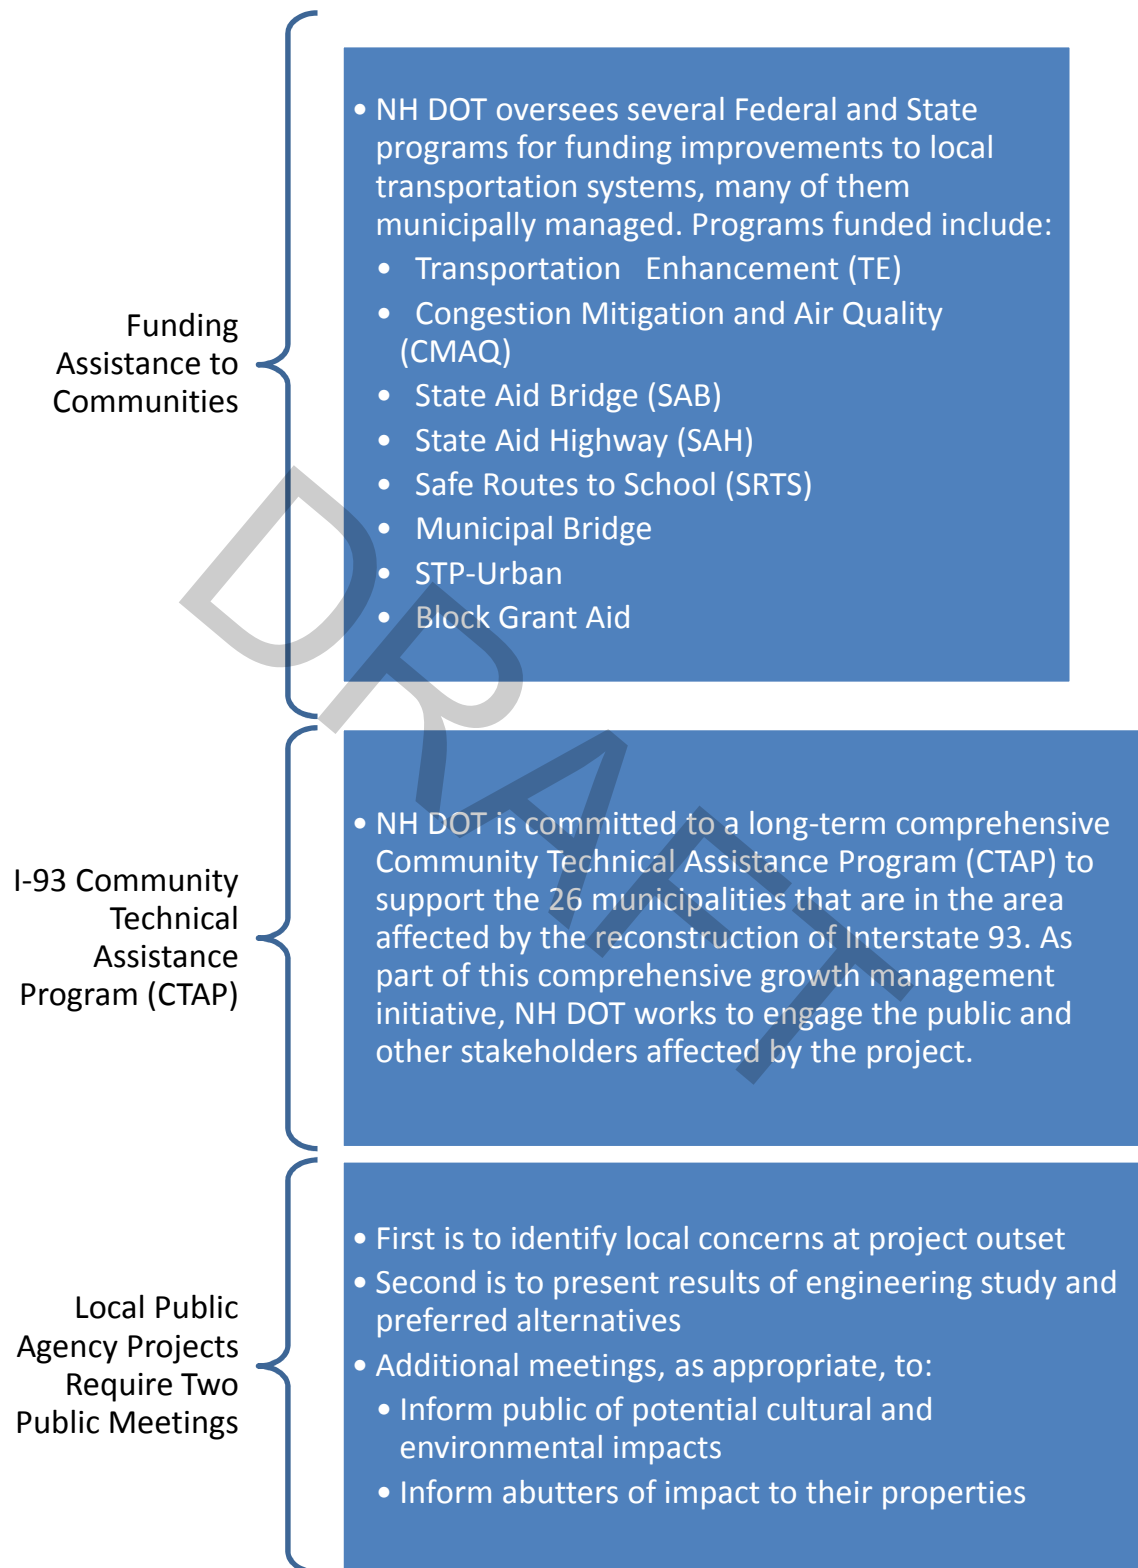 Funding
Assistance to
Communities
• NH DOT oversees several Federal and State
programs for funding improvements to local
transportation systems, many of them
municipally managed. Programs funded include:
• Transportation Enhancement (TE)
• Congestion Mitigation and Air Quality
(CMAQ)
• State Aid Bridge (SAB)
• State Aid Highway (SAH)
• Safe Routes to School (SRTS)
• Municipal Bridge
• STP-Urban
• Block Grant Aid
I-93 Community
Technical
Assistance
Program (CTAP)
• NH DOT is committed to a long-term comprehensive
Community Technical Assistance Program (CTAP) to
support the 26 municipalities that are in the area
affected by the reconstruction of Interstate 93. As
part of this comprehensive growth management
initiative, NH DOT works to engage the public and
other stakeholders affected by the project.
Local Public
Agency Projects
Require Two
Public Meetings
• First is to identify local concerns at project outset
• Second is to present results of engineering study and
preferred alternatives
• Additional meetings, as appropriate, to:
• Inform public of potential cultural and
environmental impacts
• Inform abutters of impact to their properties
DRAFT